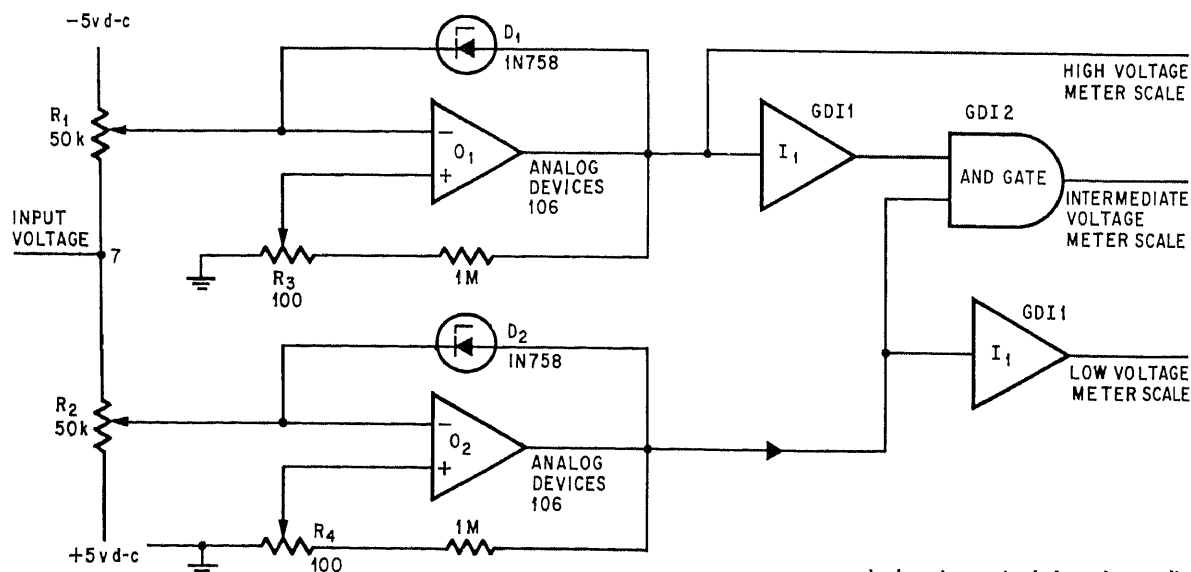 -5v d-c
R1
50k
INPUT
VOLTAGE
7
R2
50k
+5v d-c
D1
1N758
-
+
O1
ANALOG
DEVICES
106
R3
100
1M
D2
1N758
-
+
O2
ANALOG
DEVICES
106
R4
100
1M
GDI1
I1
GDI2
AND GATE
HIGH VOLTAGE
METER SCALE
INTERMEDIATE
VOLTAGE
METER SCALE
GDI1
I1
LOW VOLTAGE
METER SCALE